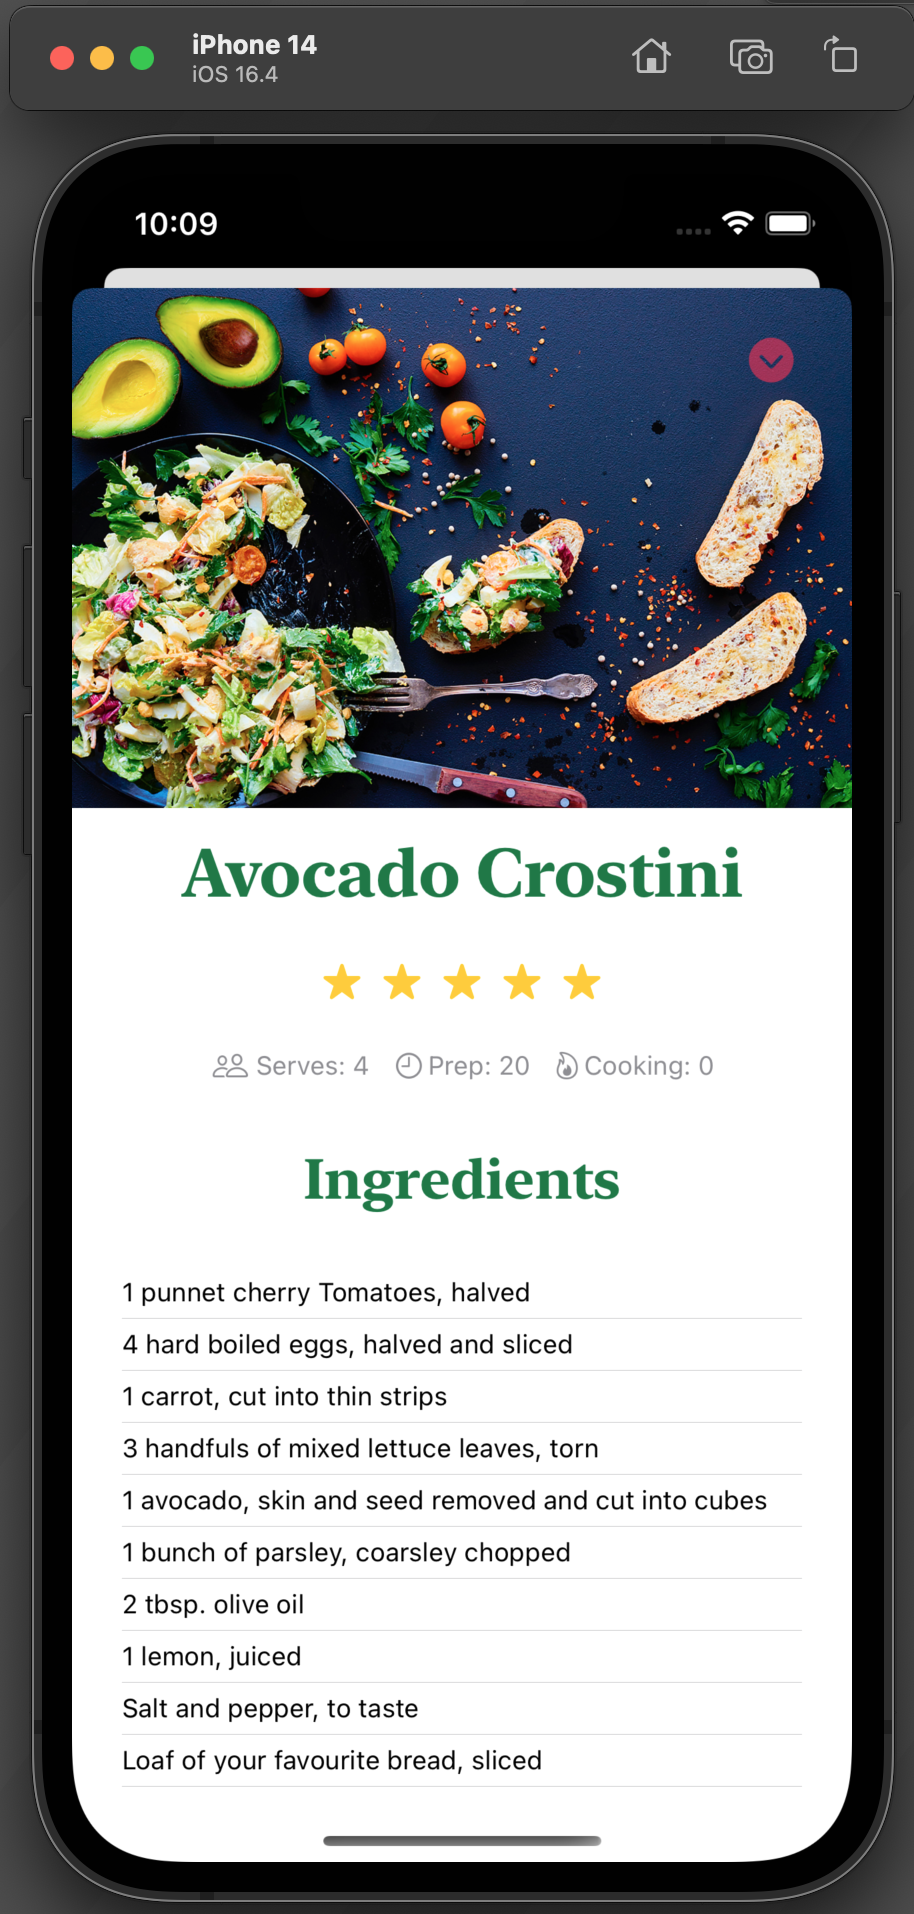 iPhone 14
iOS 16.4
10:09
Avocado Crostini
Serves: 4 Prep: 20 Cooking: 0
Ingredients
1 punnet cherry Tomatoes, halved
4 hard boiled eggs, halved and sliced
1 carrot, cut into thin strips
3 handfuls of mixed lettuce leaves, torn
1 avocado, skin and seed removed and cut into cubes
1 bunch of parsley, coarsley chopped
2 tbsp. olive oil
1 lemon, juiced
Salt and pepper, to taste
Loaf of your favourite bread, sliced